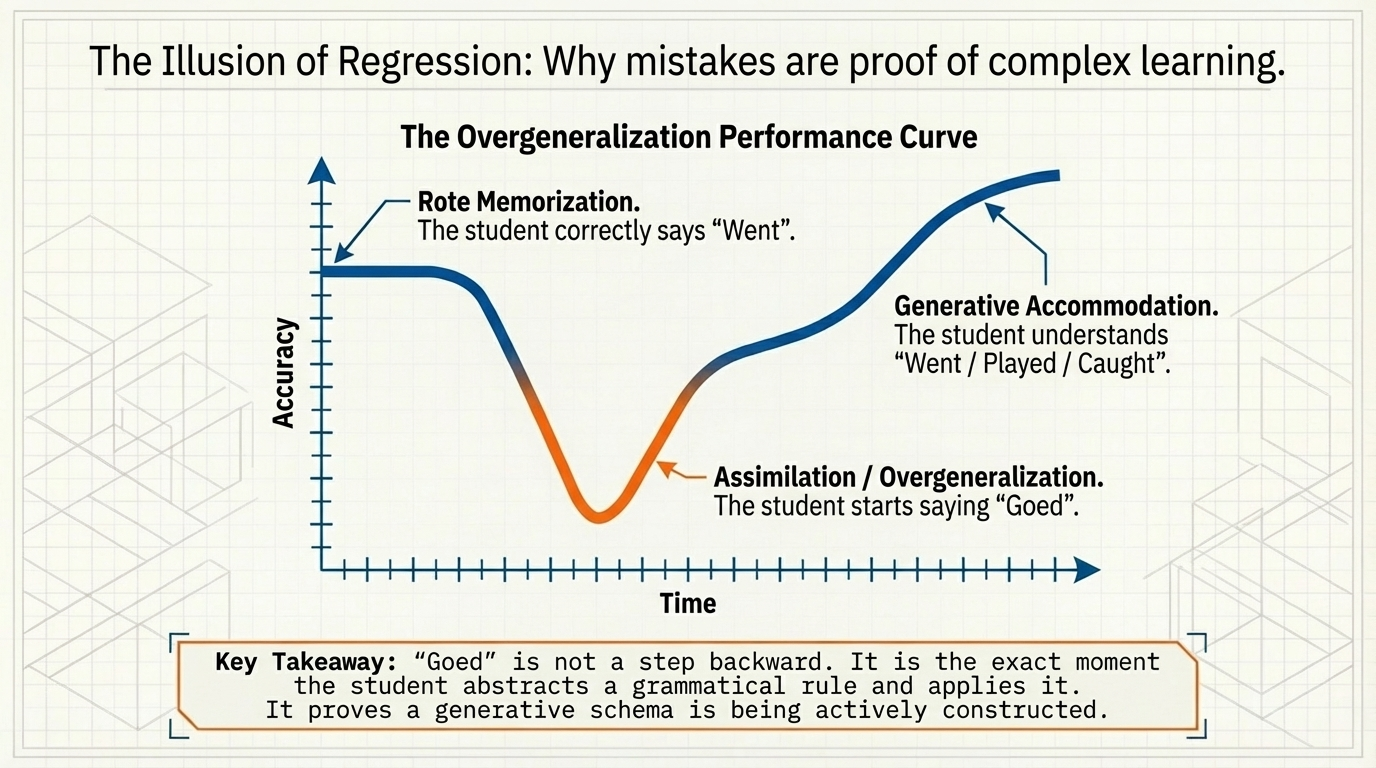 The Illusion of Regression: Why mistakes are proof of complex learning.
The Overgeneralization Performance Curve
Rote Memorization.
The student correctly says “Went”.
Generative Accommodation.
The student understands
“Went / Played / Caught”.
Accuracy
Assimilation / Overgeneralization.
The student starts saying “Goed”.
Time
Key Takeaway: “Goed” is not a step backward. It is the exact moment
the student abstracts a grammatical rule and applies it.
It proves a generative schema is being actively constructed.